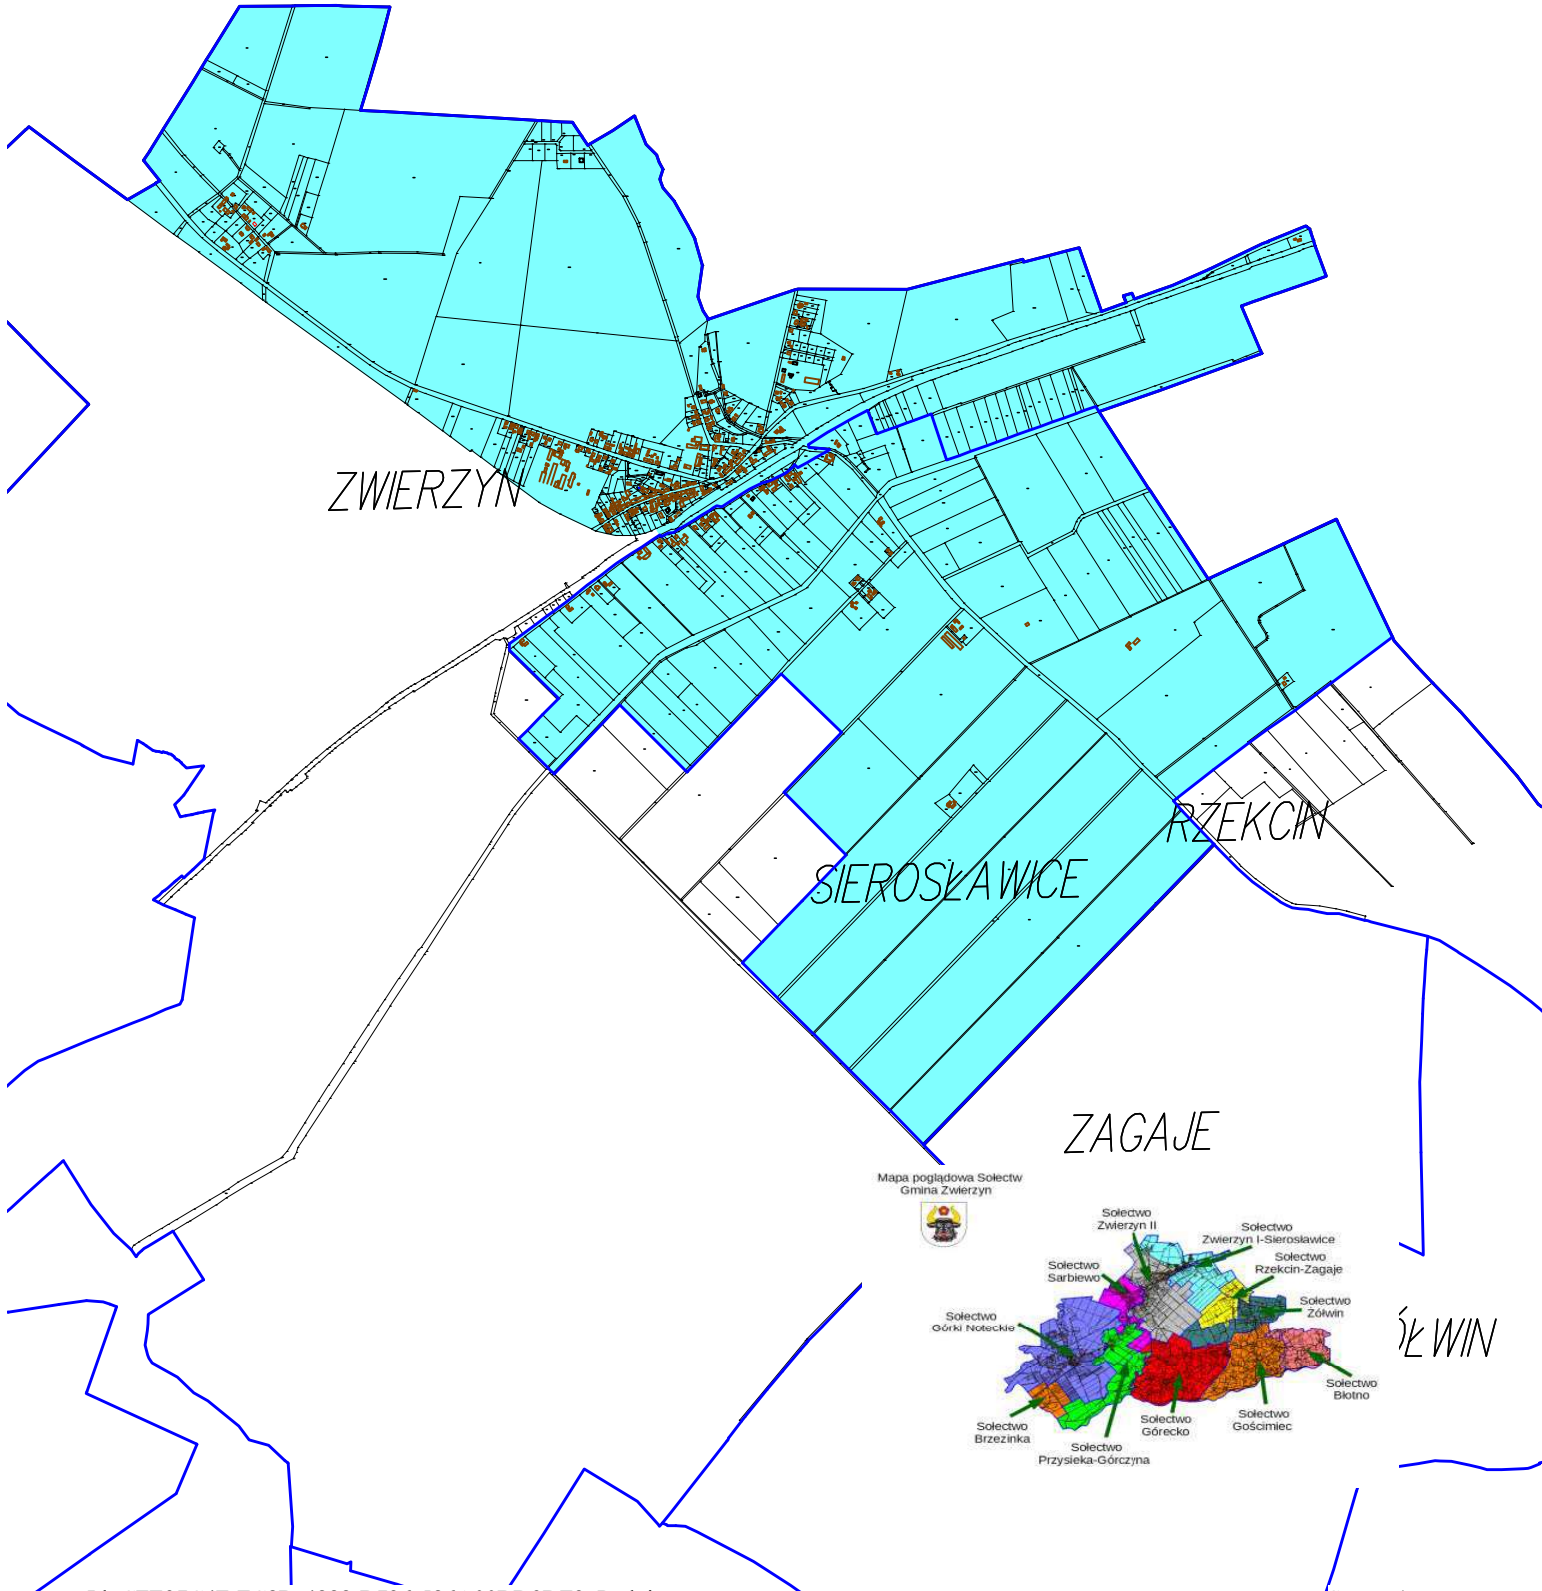 ZWIERZYN
RZEKCIN
SIEROSŁAWICE
ZAGAJE
Mapa poglądowa Sołectw
Gmina Zwierzyn
Sołectwo
Zwierzyn II
Sołectwo
Zwierzyn I-Sierosławice
Sołectwo
Rzekcin-Zagaje
Sołectwo
Sarbiewo
Sołectwo
Żółwin
Sołectwo
Górki Noteckie
ÓŁWIN
Sołectwo
Błotno
Sołectwo
Gościmiec
Sołectwo
Górecko
Sołectwo
Brzezinka
Sołectwo
Przysieka-Górczyna